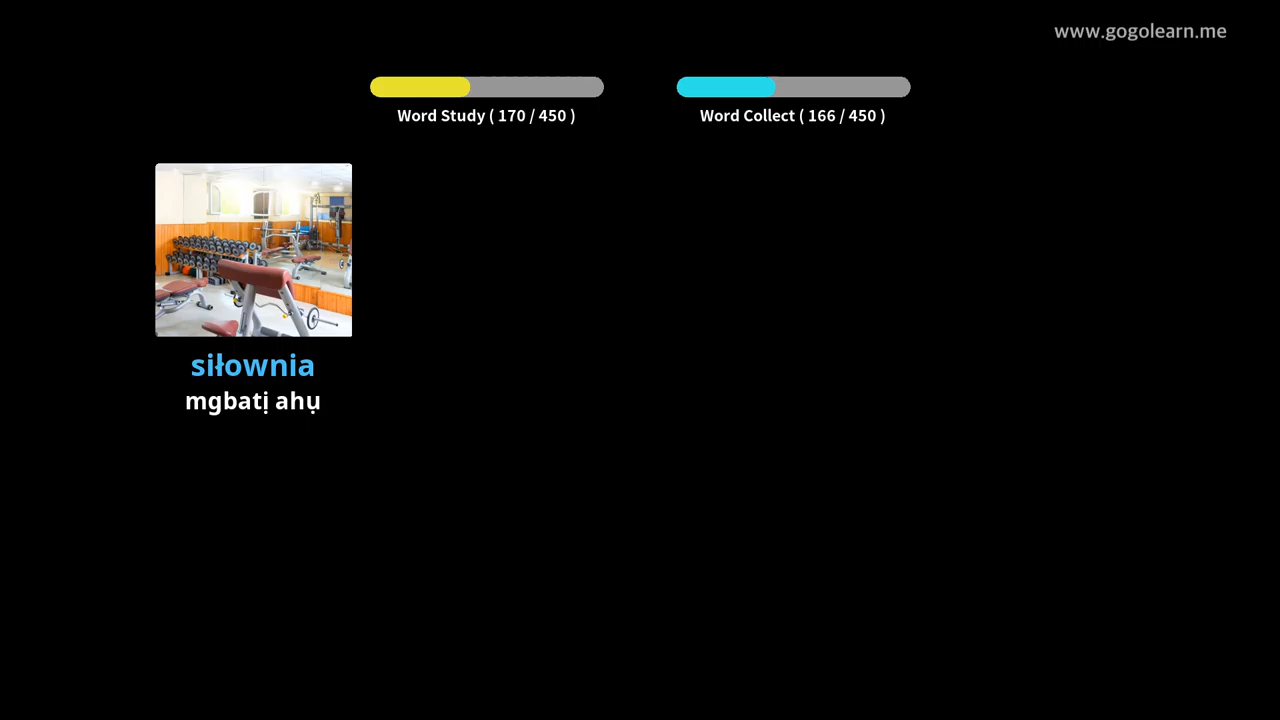 www.gogolearn.me
Word Study ( 170 / 450 )
Word Collect ( 166 / 450 )
siłownia
mgbatị ahụ